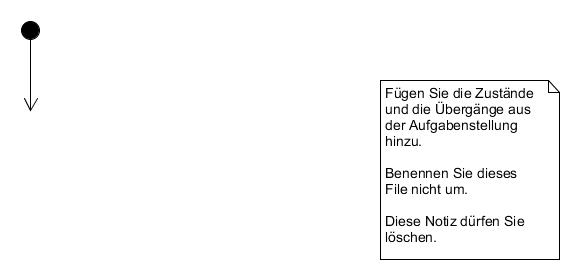 Fügen Sie die Zustände
und die Übergänge aus
der Aufgabenstellung
hinzu.
Benennen Sie dieses
File nicht um.
Diese Notiz dürfen Sie
löschen.